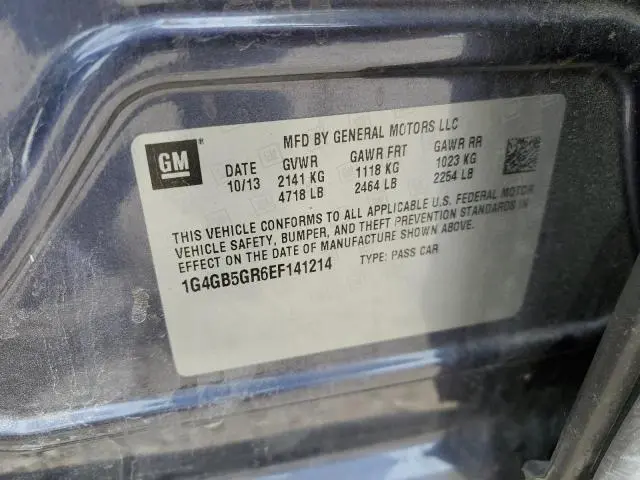 MFD BY GENERAL MOTORS LLC
GM
DATE GVWR GAWR FRT GAWR RR
10/13 2141 KG 1118 KG 1023 KG
4718 LB 2464 LB 2254 LB
THIS VEHICLE CONFORMS TO ALL APPLICABLE U.S. FEDERAL MOTOR
VEHICLE SAFETY, BUMPER, AND THEFT PREVENTION STANDARDS IN
EFFECT ON THE DATE OF MANUFACTURE SHOWN ABOVE.
1G4GB5GR6EF141214 TYPE: PASS CAR